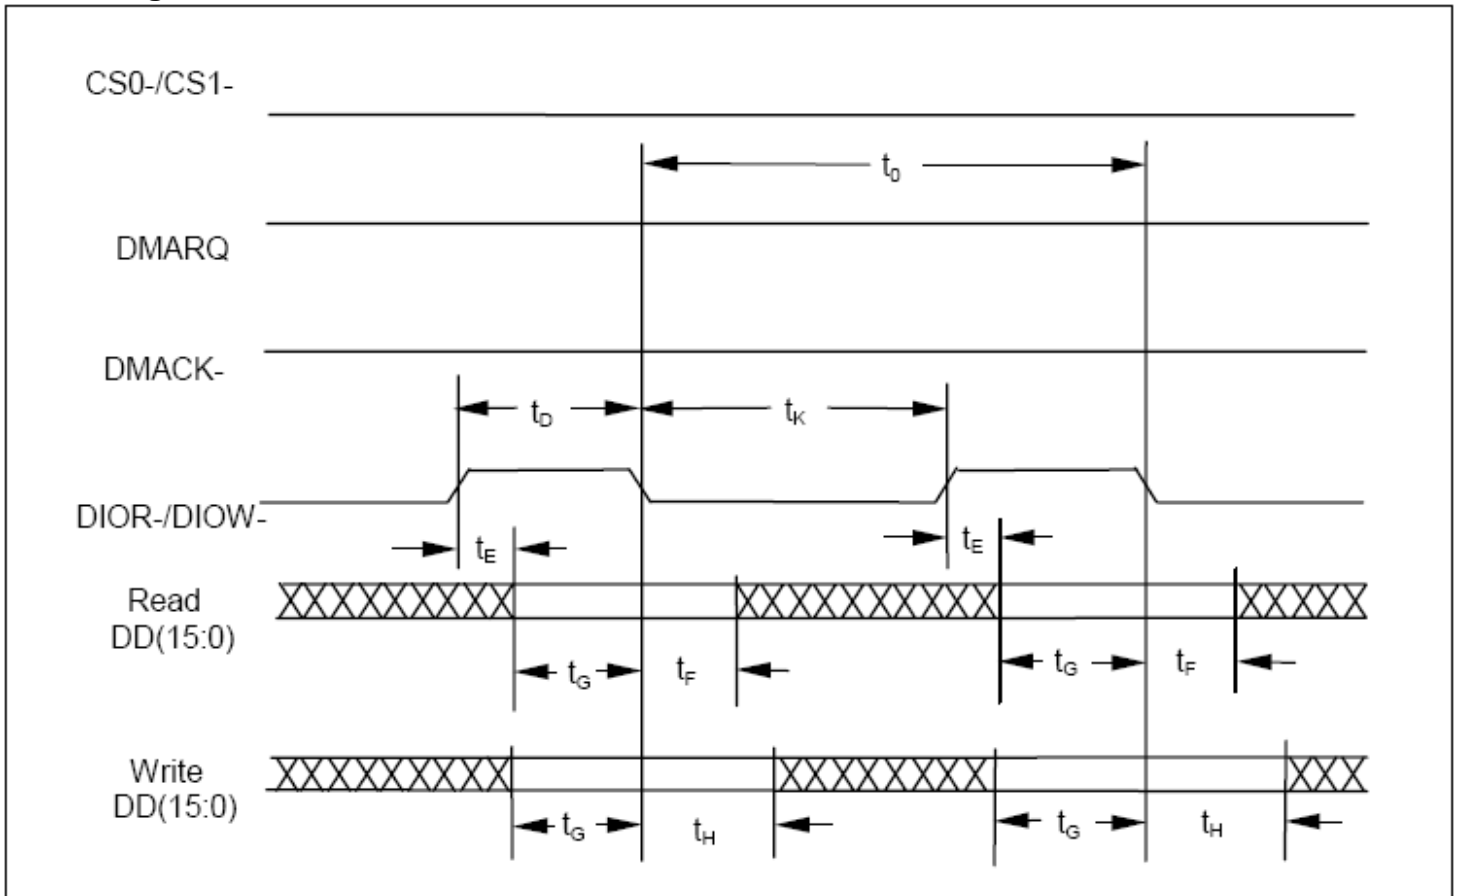 CS0-/CS1-
t0
DMARQ
DMACK-
tD tK
DIOR-/DIOW-
tE tE
Read
DD(15:0)
tG tF tG tF
Write
DD(15:0)
tG tH tG tH